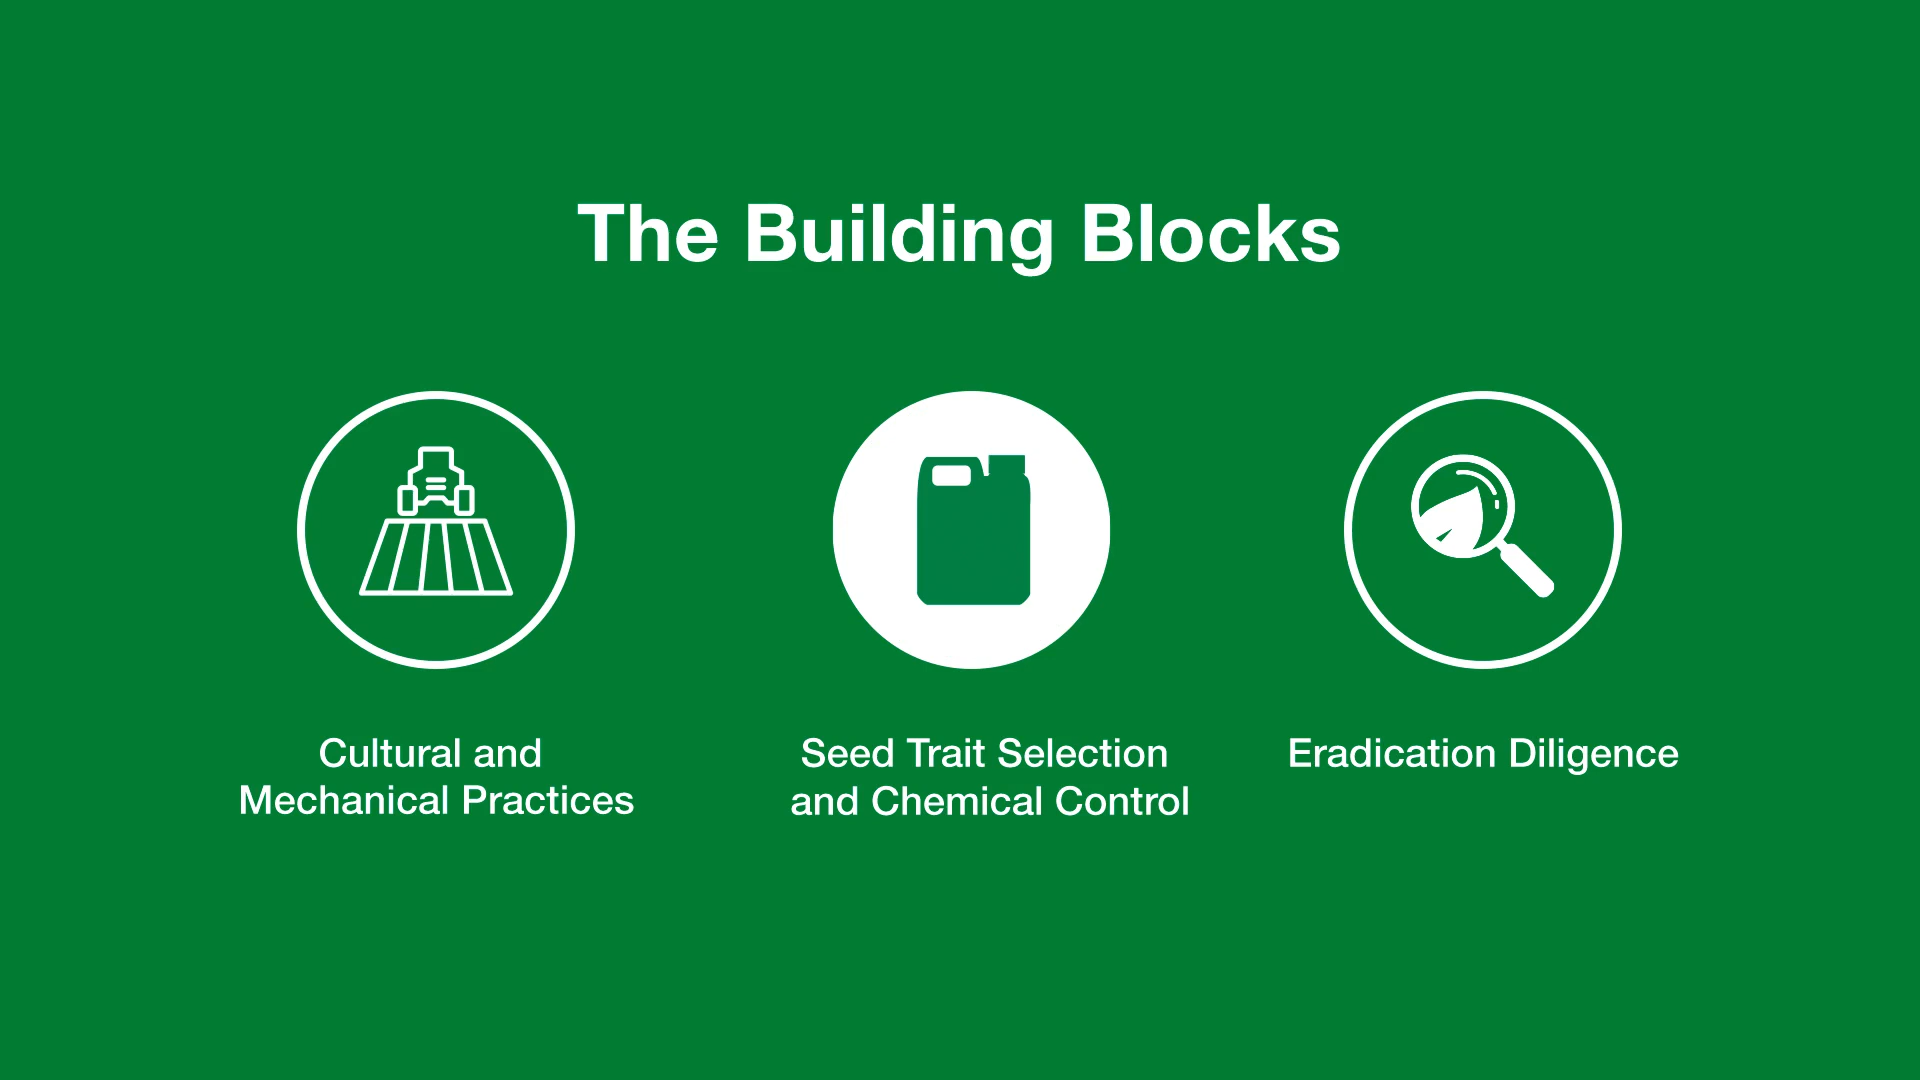 The Building Blocks
Cultural and
Mechanical Practices
Seed Trait Selection
and Chemical Control
Eradication Diligence